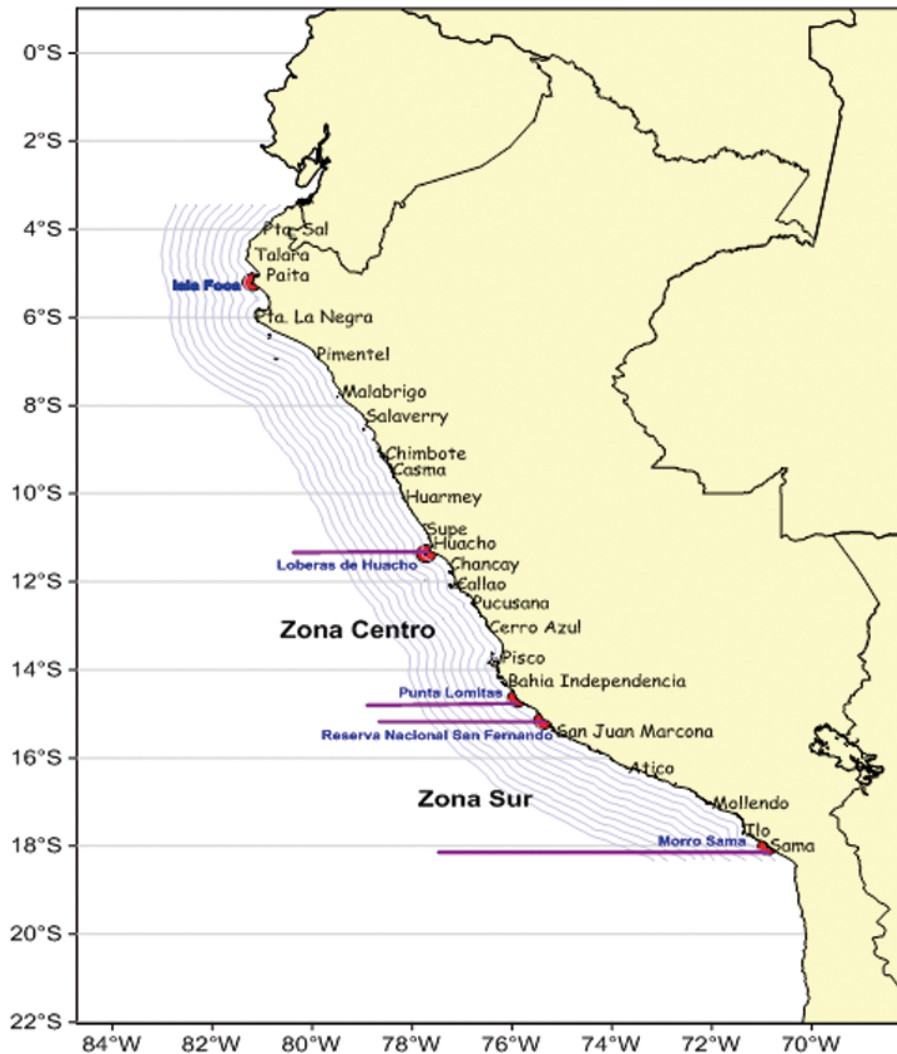 0°S
2°S
4°S
6°S
8°S
10°S
12°S
14°S
16°S
18°S
20°S
22°S
Pta. Sal
Talara
Paita
Isla Foca
Pta. La Negra
Pimentel
Malabrigo
Salaverry
Chimbote
Casma
Huarmey
Supe
Huacho
Loberas de Huacho
Chancay
Callao
Pucusana
Zona Centro
Cerro Azul
Pisco
Bahia Independencia
Punta Lomitas
San Juan Marcona
Reserva Nacional San Fernando
Atico
Zona Sur
Mollendo
Ilo
Morro Sama
Sama
84°W
82°W
80°W
78°W
76°W
74°W
72°W
70°W